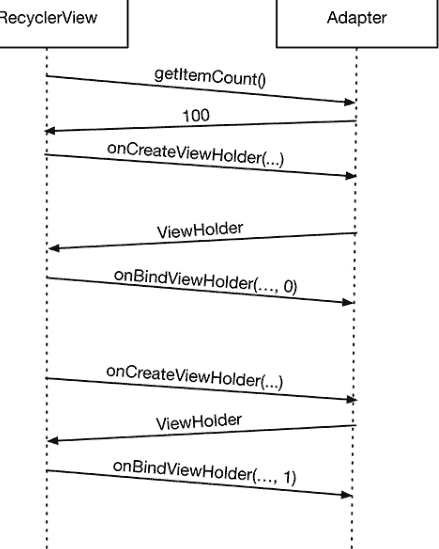 RecyclerView
Adapter
getItemCount()
100
onCreateViewHolder(...)
ViewHolder
onBindViewHolder(..., 0)
onCreateViewHolder(...)
ViewHolder
onBindViewHolder(..., 1)